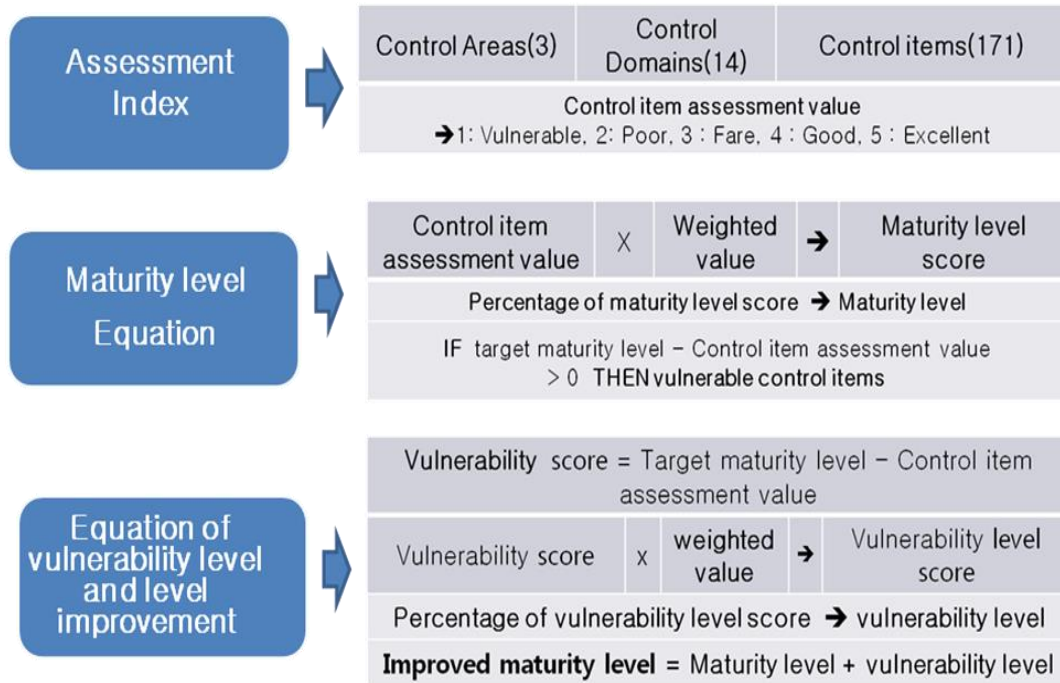 Assessment
Index
Control Areas(3)
Control
Domains(14)
Control items(171)
Control item assessment value
➔1: Vulnerable, 2: Poor, 3 : Fare, 4 : Good, 5 : Excellent
Maturity level
Equation
Control item
assessment value
X
Weighted
value
➔
Maturity level
score
Percentage of maturity level score ➔ Maturity level
IF target maturity level – Control item assessment value
> 0 THEN vulnerable control items
Equation of
vulnerability level
and level
improvement
Vulnerability score = Target maturity level – Control item
assessment value
Vulnerability score
x
weighted
value
➔
Vulnerability level
score
Percentage of vulnerability level score ➔ vulnerability level
Improved maturity level = Maturity level + vulnerability level